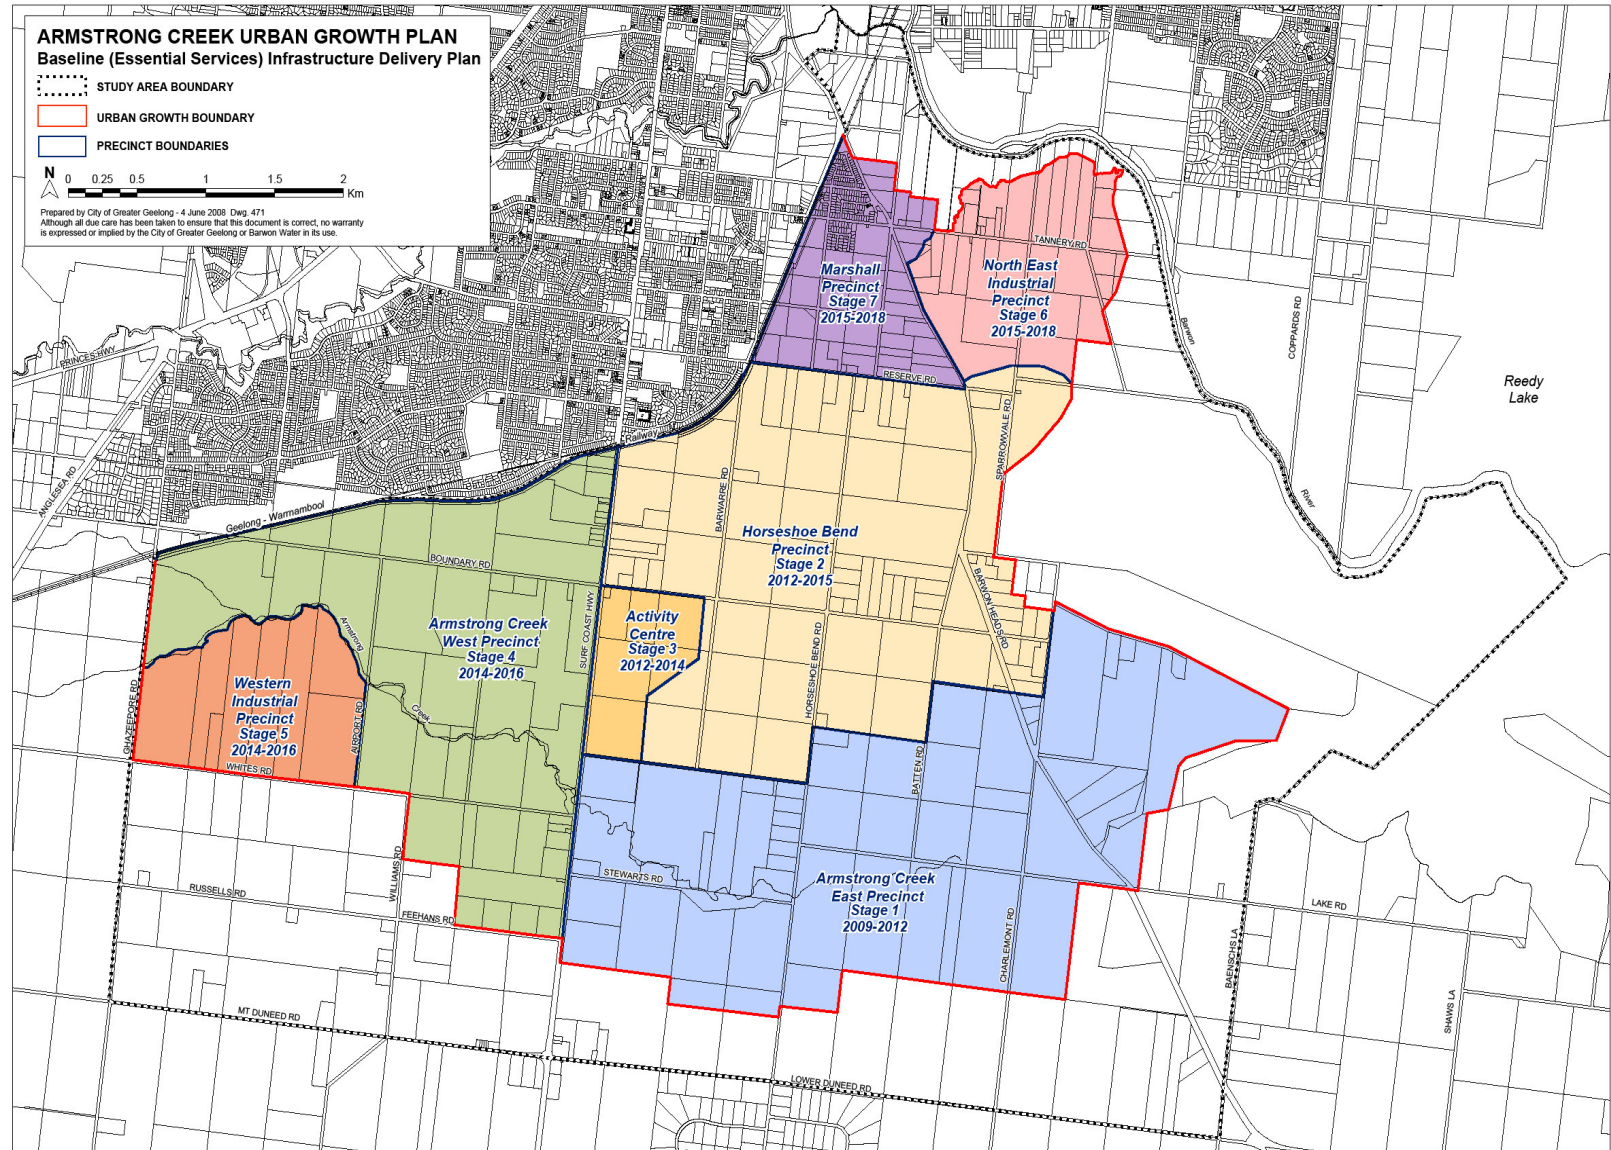 ARMSTRONG CREEK URBAN GROWTH PLAN
Baseline (Essential Services) Infrastructure Delivery Plan
STUDY AREA BOUNDARY
URBAN GROWTH BOUNDARY
PRECINCT BOUNDARIES
N
0 0.25 0.5 1 1.5 2
Km
Prepared by City of Greater Geelong - 4 June 2008 Dwg. 471
Although all due care has been taken to ensure that this document is correct, no warranty
is expressed or implied by the City of Greater Geelong or Barwon Water in its use.
TANNERY RD
Marshall
Precinct
Stage 7
2015-2018
North East
Industrial
Precinct
Stage 6
2015-2018
Barwon
River
COPPARDS RD
PRINCES HWY
RESERVE RD
Reedy
Lake
SPARROWVALE RD
Railway
ANGLESEA RD
BARWARRE RD
Geelong - Warrnambool
Horseshoe Bend
Precinct
Stage 2
2012-2015
BOUNDARY RD
BARWON HEADS RD
SURF COAST HWY
Activity
Centre
Stage 3
2012-2014
Armstrong Creek
West Precinct
Stage 4
2014-2016
Armstrong
Creek
HORSESHOE BEND RD
Western
Industrial
Precinct
Stage 5
2014-2016
GHAZEEPORE RD
AIRPORT RD
WHITES RD
BATTEN RD
STEWARTS RD
Armstrong Creek
East Precinct
Stage 1
2009-2012
WILLIAMS RD
RUSSELLS RD
FEEHANS RD
LAKE RD
CHARLEMONT RD
BAENSCHS LA
SHAWS LA
MT DUNEED RD
LOWER DUNEED RD